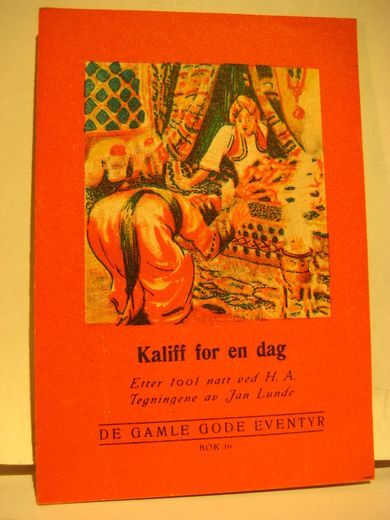 Kaliff for en dag
Etter 1001 natt ved H. A.
Tegningene av Jan Lunde
DE GAMLE GODE EVENTYR
BOK 16